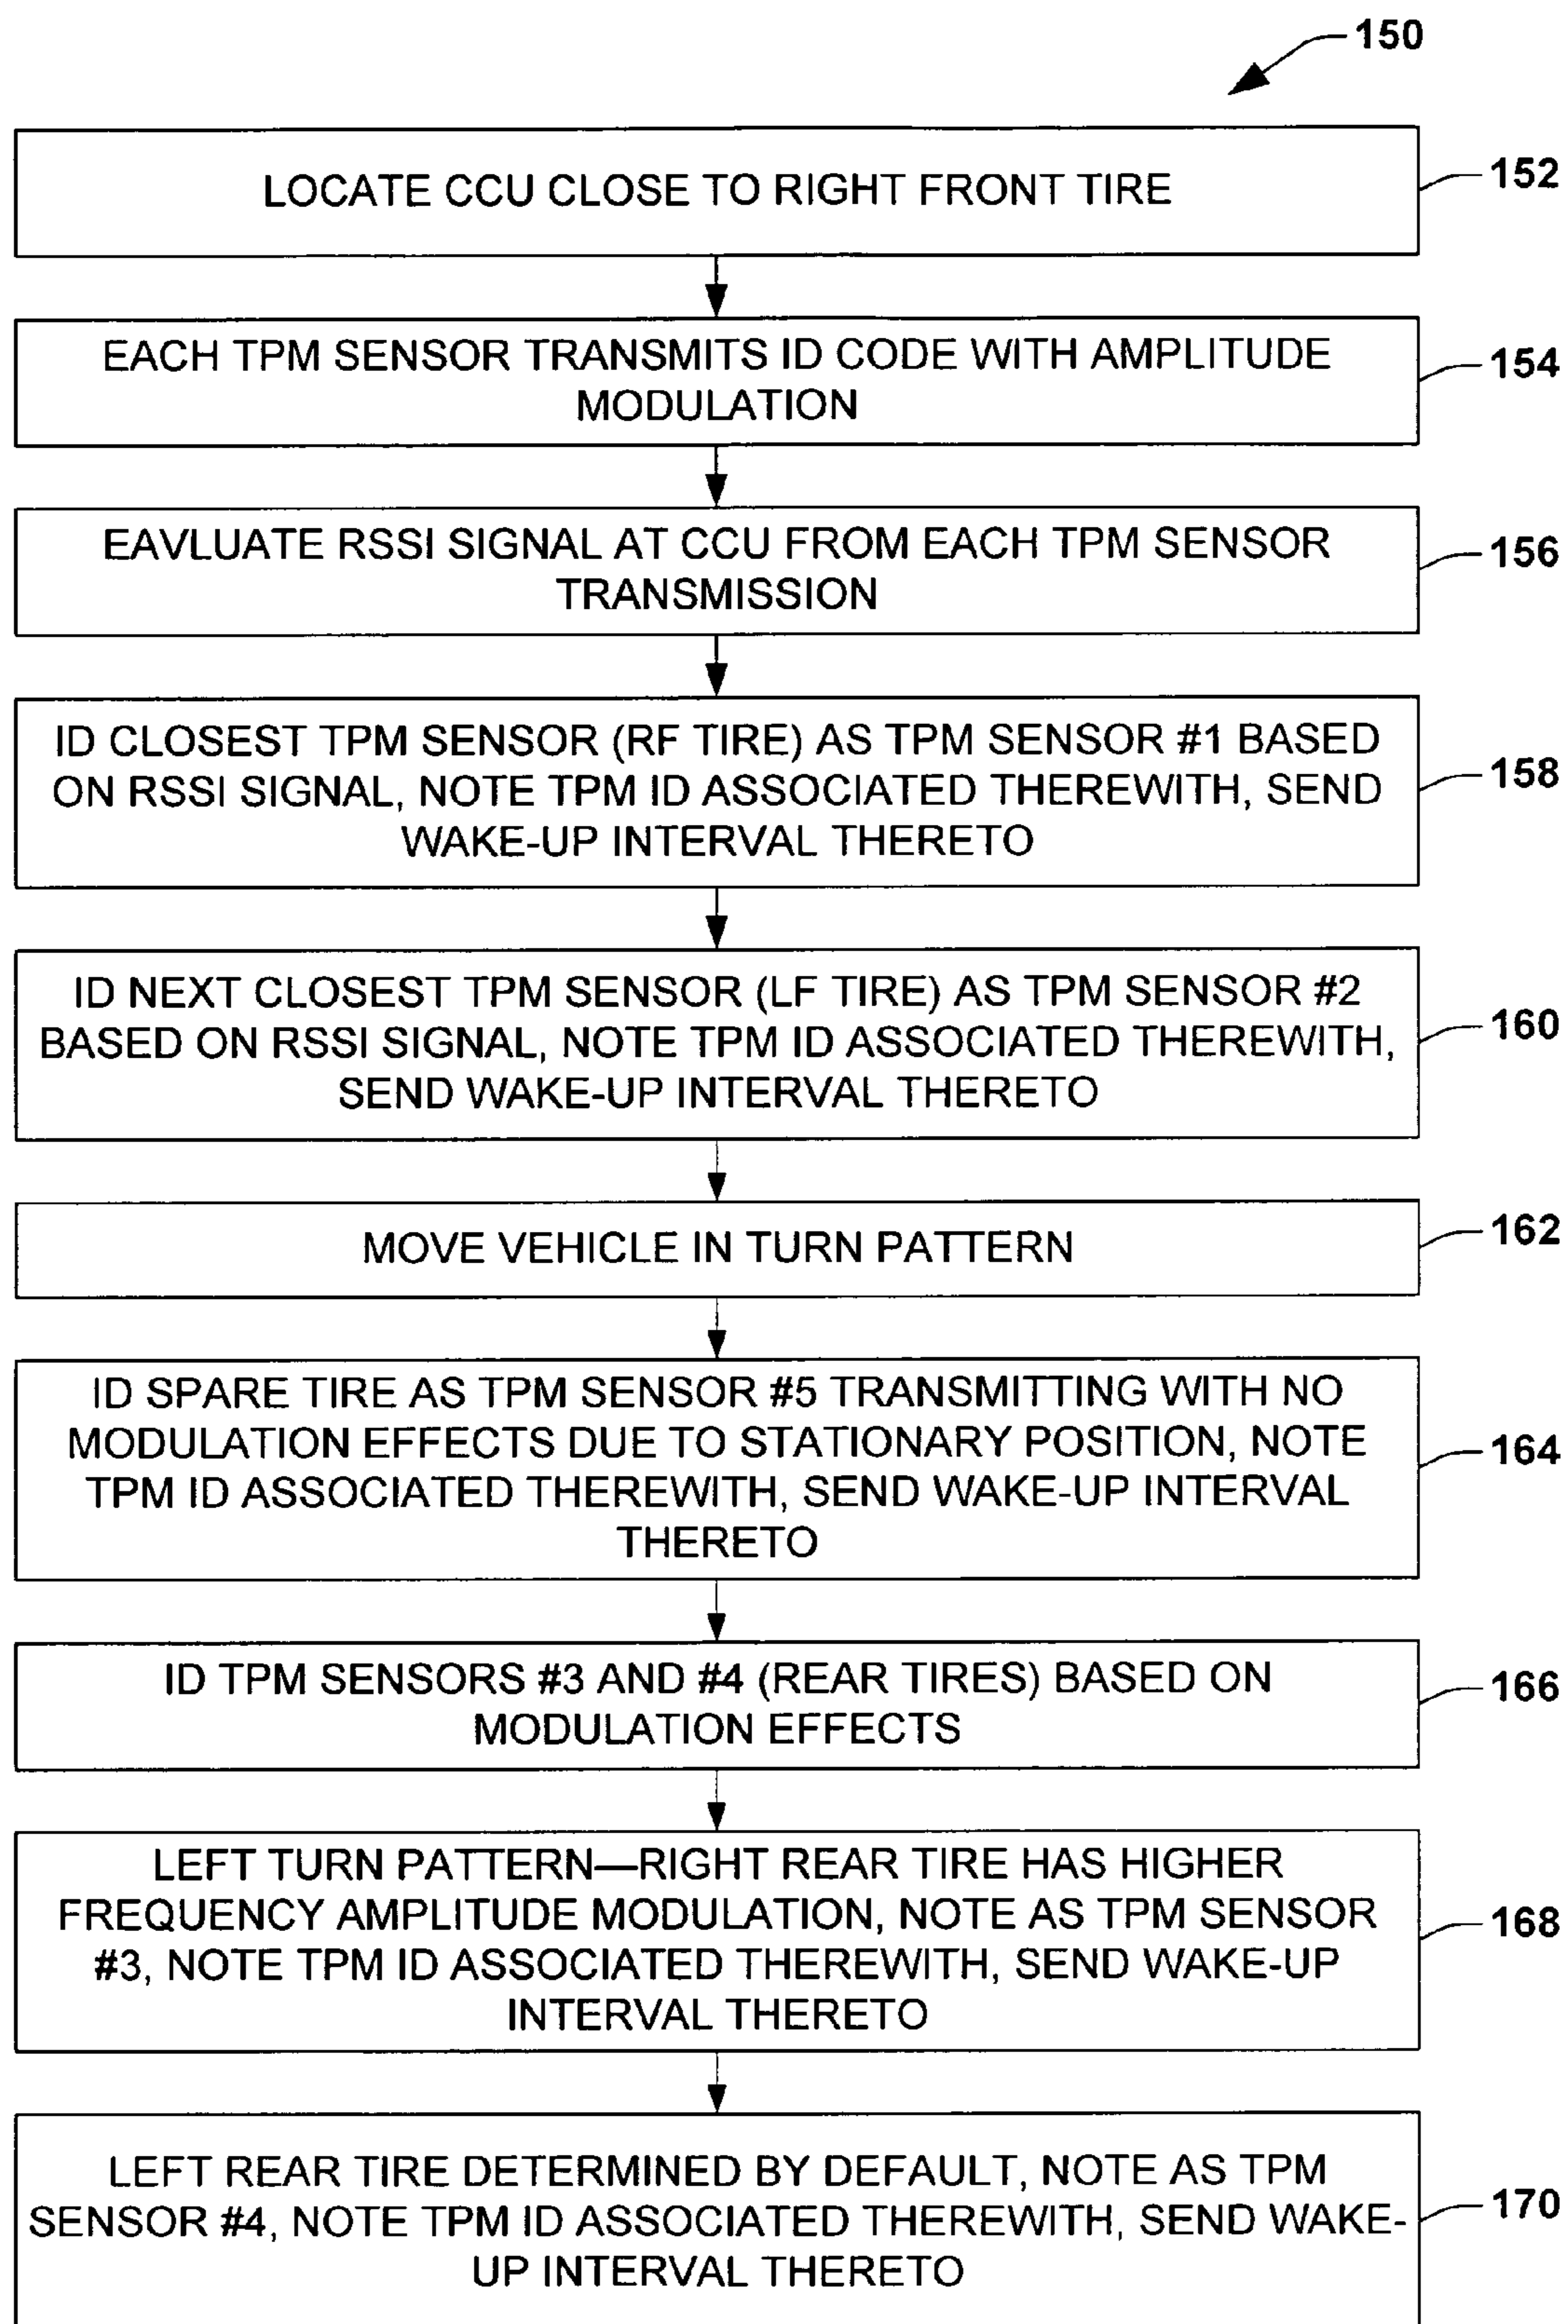 150
LOCATE CCU CLOSE TO RIGHT FRONT TIRE
152
EACH TPM SENSOR TRANSMITS ID CODE WITH AMPLITUDE
MODULATION
154
EAVLUATE RSSI SIGNAL AT CCU FROM EACH TPM SENSOR
TRANSMISSION
156
ID CLOSEST TPM SENSOR (RF TIRE) AS TPM SENSOR #1 BASED
ON RSSI SIGNAL, NOTE TPM ID ASSOCIATED THEREWITH, SEND
WAKE-UP INTERVAL THERETO
158
ID NEXT CLOSEST TPM SENSOR (LF TIRE) AS TPM SENSOR #2
BASED ON RSSI SIGNAL, NOTE TPM ID ASSOCIATED THEREWITH,
SEND WAKE-UP INTERVAL THERETO
160
MOVE VEHICLE IN TURN PATTERN
162
ID SPARE TIRE AS TPM SENSOR #5 TRANSMITTING WITH NO
MODULATION EFFECTS DUE TO STATIONARY POSITION, NOTE
TPM ID ASSOCIATED THEREWITH, SEND WAKE-UP INTERVAL
THERETO
164
ID TPM SENSORS #3 AND #4 (REAR TIRES) BASED ON
MODULATION EFFECTS
166
LEFT TURN PATTERN—RIGHT REAR TIRE HAS HIGHER
FREQUENCY AMPLITUDE MODULATION, NOTE AS TPM SENSOR
#3, NOTE TPM ID ASSOCIATED THEREWITH, SEND WAKE-UP
INTERVAL THERETO
168
LEFT REAR TIRE DETERMINED BY DEFAULT, NOTE AS TPM
SENSOR #4, NOTE TPM ID ASSOCIATED THEREWITH, SEND WAKE-
UP INTERVAL THERETO
170